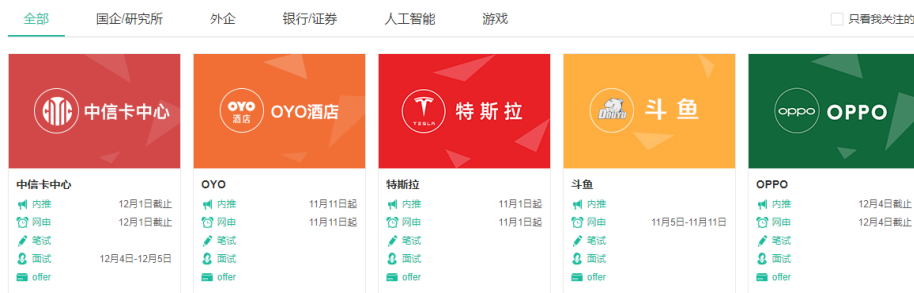 全部 国企/研究所 外企 银行/证券 人工智能 游戏 只看我关注的
中信卡中心
OYO
酒店
OYO酒店
TESLA
特斯拉
DOUYU
斗鱼
oppo
OPPO
中信卡中心
内推 12月1日截止
网申 12月1日截止
笔试
面试 12月4日-12月5日
offer
OYO
内推 11月11日起
网申 11月11日起
笔试
面试
offer
特斯拉
内推 11月1日起
网申 11月1日起
笔试
面试
offer
斗鱼
内推
网申 11月5日-11月11日
笔试
面试
offer
OPPO
内推 12月4日截止
网申 12月4日截止
笔试
面试
offer